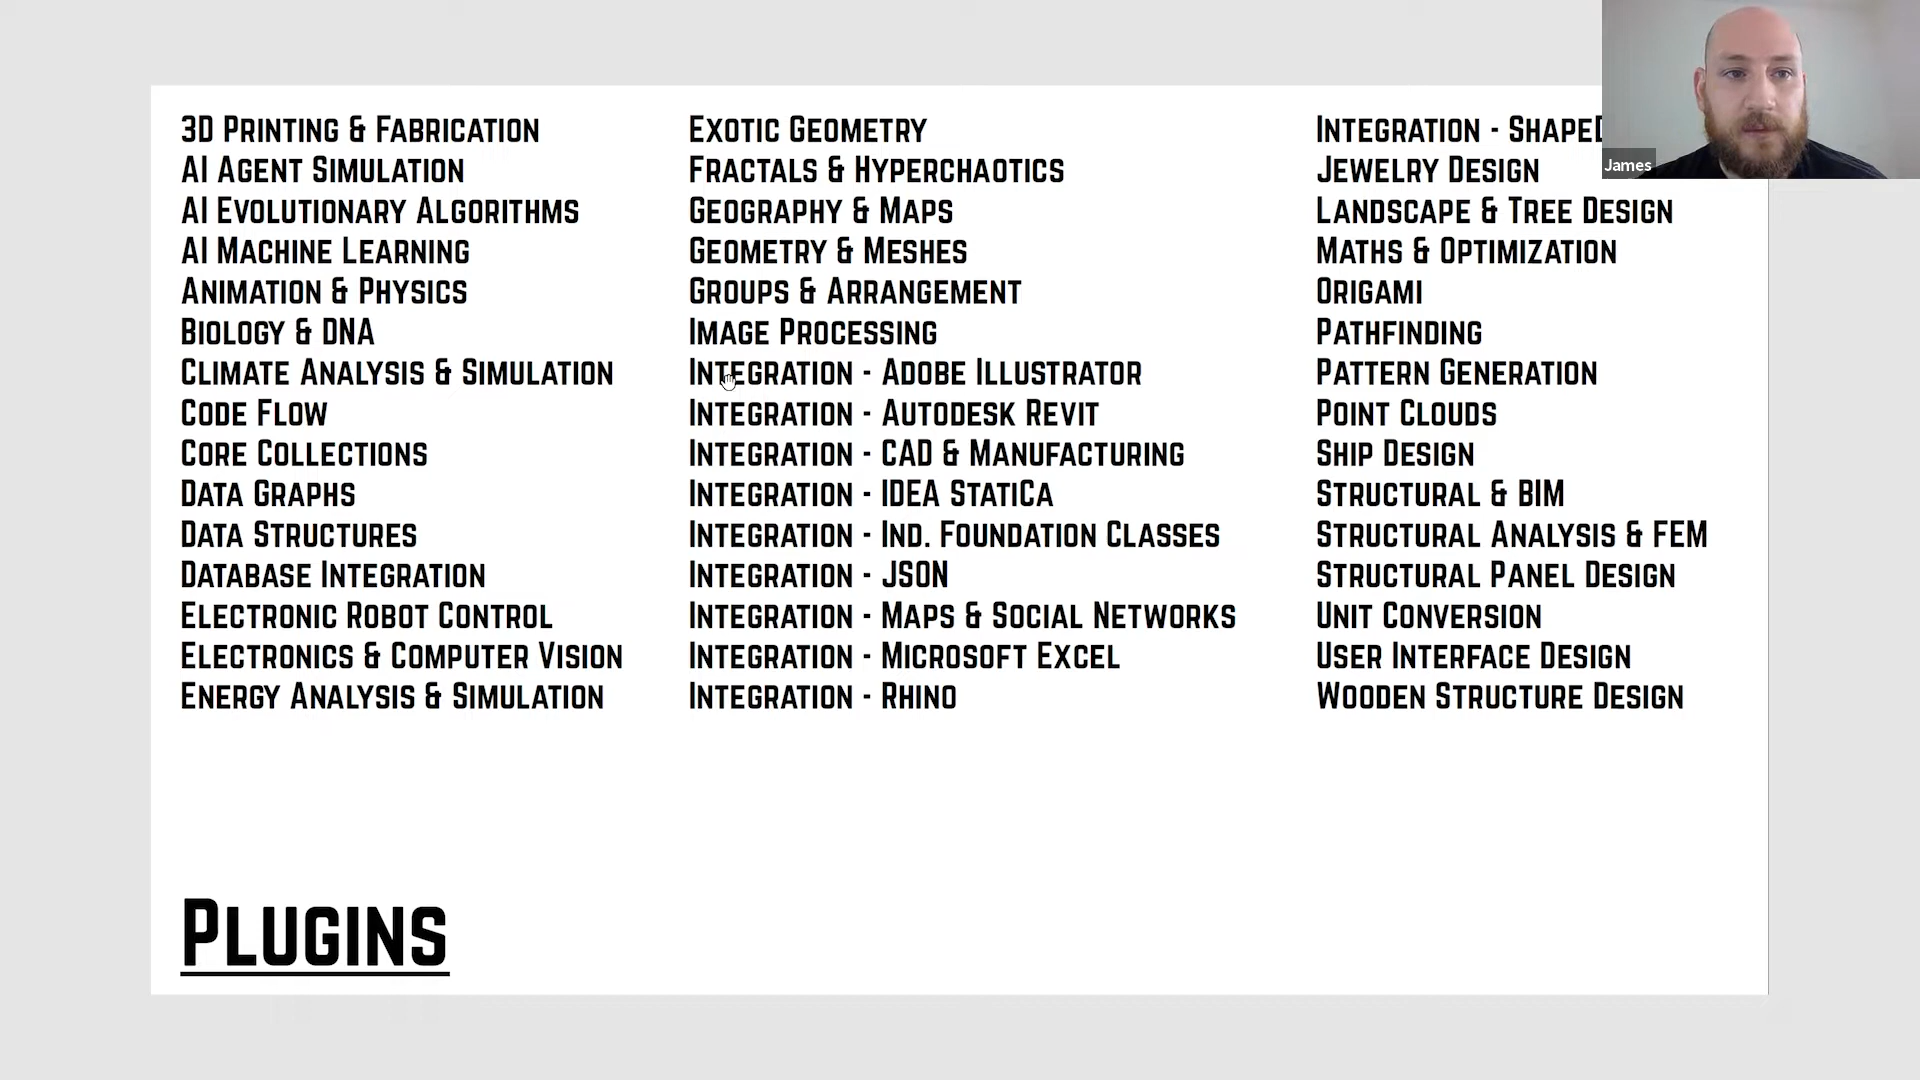 3D Printing & Fabrication
AI Agent Simulation
AI Evolutionary Algorithms
AI Machine Learning
Animation & Physics
Biology & DNA
Climate Analysis & Simulation
Code Flow
Core Collections
Data Graphs
Data Structures
Database Integration
Electronic Robot Control
Electronics & Computer Vision
Energy Analysis & Simulation
Exotic Geometry
Fractals & Hyperchaotics
Geography & Maps
Geometry & Meshes
Groups & Arrangement
Image Processing
Integration - Adobe Illustrator
Integration - Autodesk Revit
Integration - CAD & Manufacturing
Integration - IDEA StatiCa
Integration - Ind. Foundation Classes
Integration - JSON
Integration - Maps & Social Networks
Integration - Microsoft Excel
Integration - Rhino
Integration -
Jewelry Design
Landscape & Tree Design
Maths & Optimization
Origami
Pathfinding
Pattern Generation
Point Clouds
Ship Design
Structural & BIM
Structural Analysis & FEM
Structural Panel Design
Unit Conversion
User Interface Design
Wooden Structure Design
Plugins
James